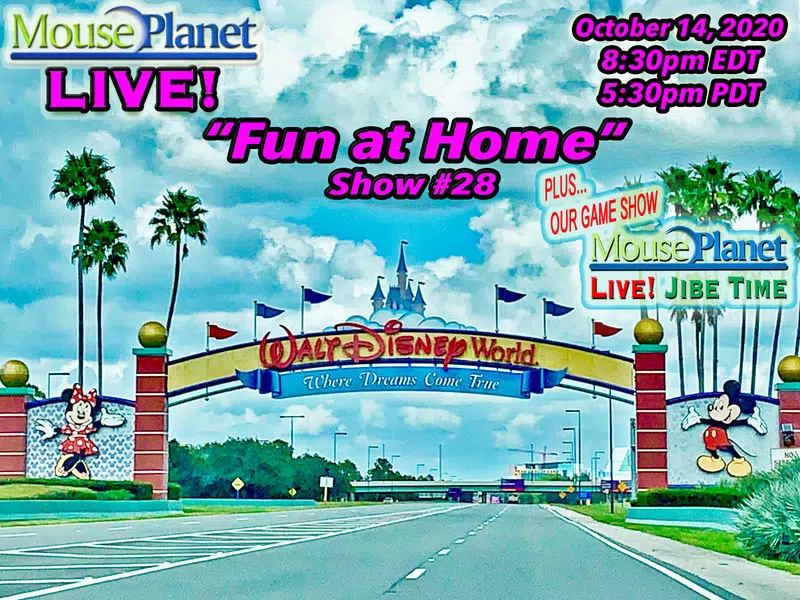 MousePlanet
LIVE!
October 14, 2020
8:30pm EDT
5:30pm PDT
"Fun at Home"
Show #28
PLUS...
OUR GAME SHOW
MousePlanet
LIVE! JIBE TIME
WALT DISNEY World
Where Dreams Come True
NO